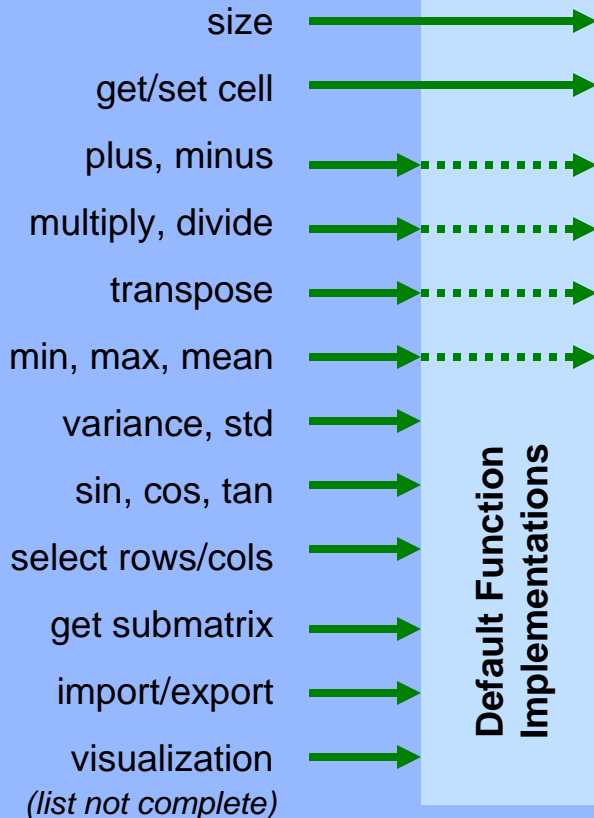 size
get/set cell
plus, minus
multiply, divide
transpose
min, max, mean
variance, std
sin, cos, tan
select rows/cols
get submatrix
import/export
visualization
(list not complete)
Default Function
Implementations